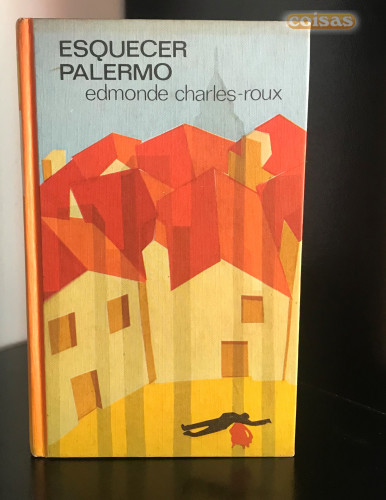 coisas
ESQUECER
PALERMO
edmonde charles-roux